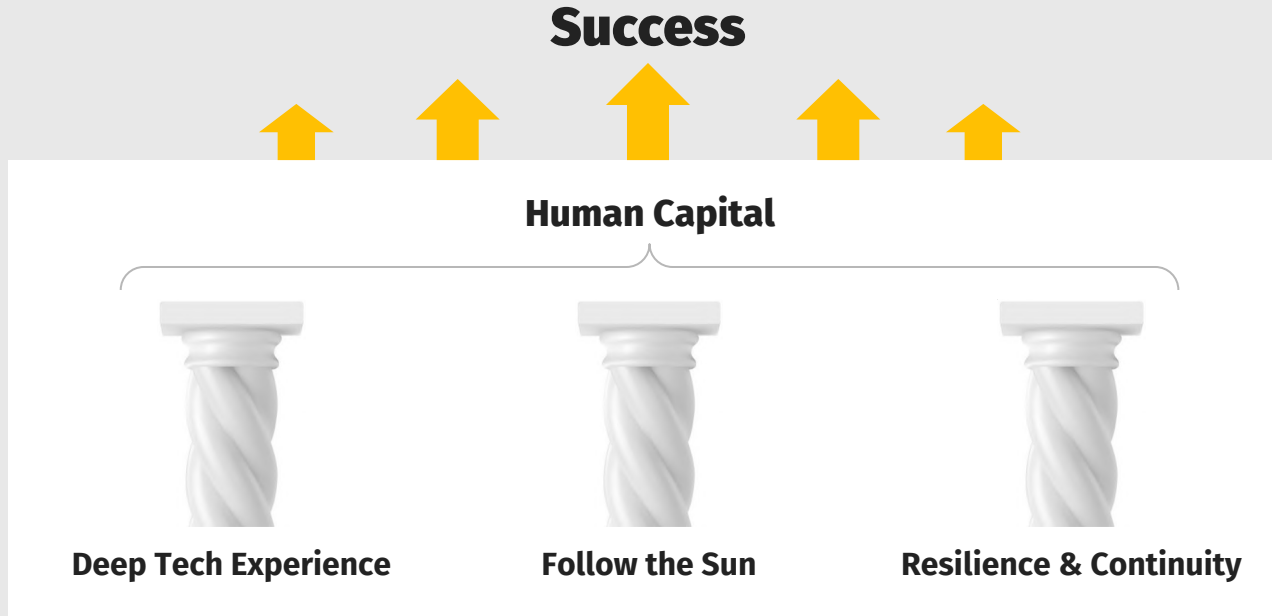 Success
Human Capital
Deep Tech Experience
Follow the Sun
Resilience & Continuity